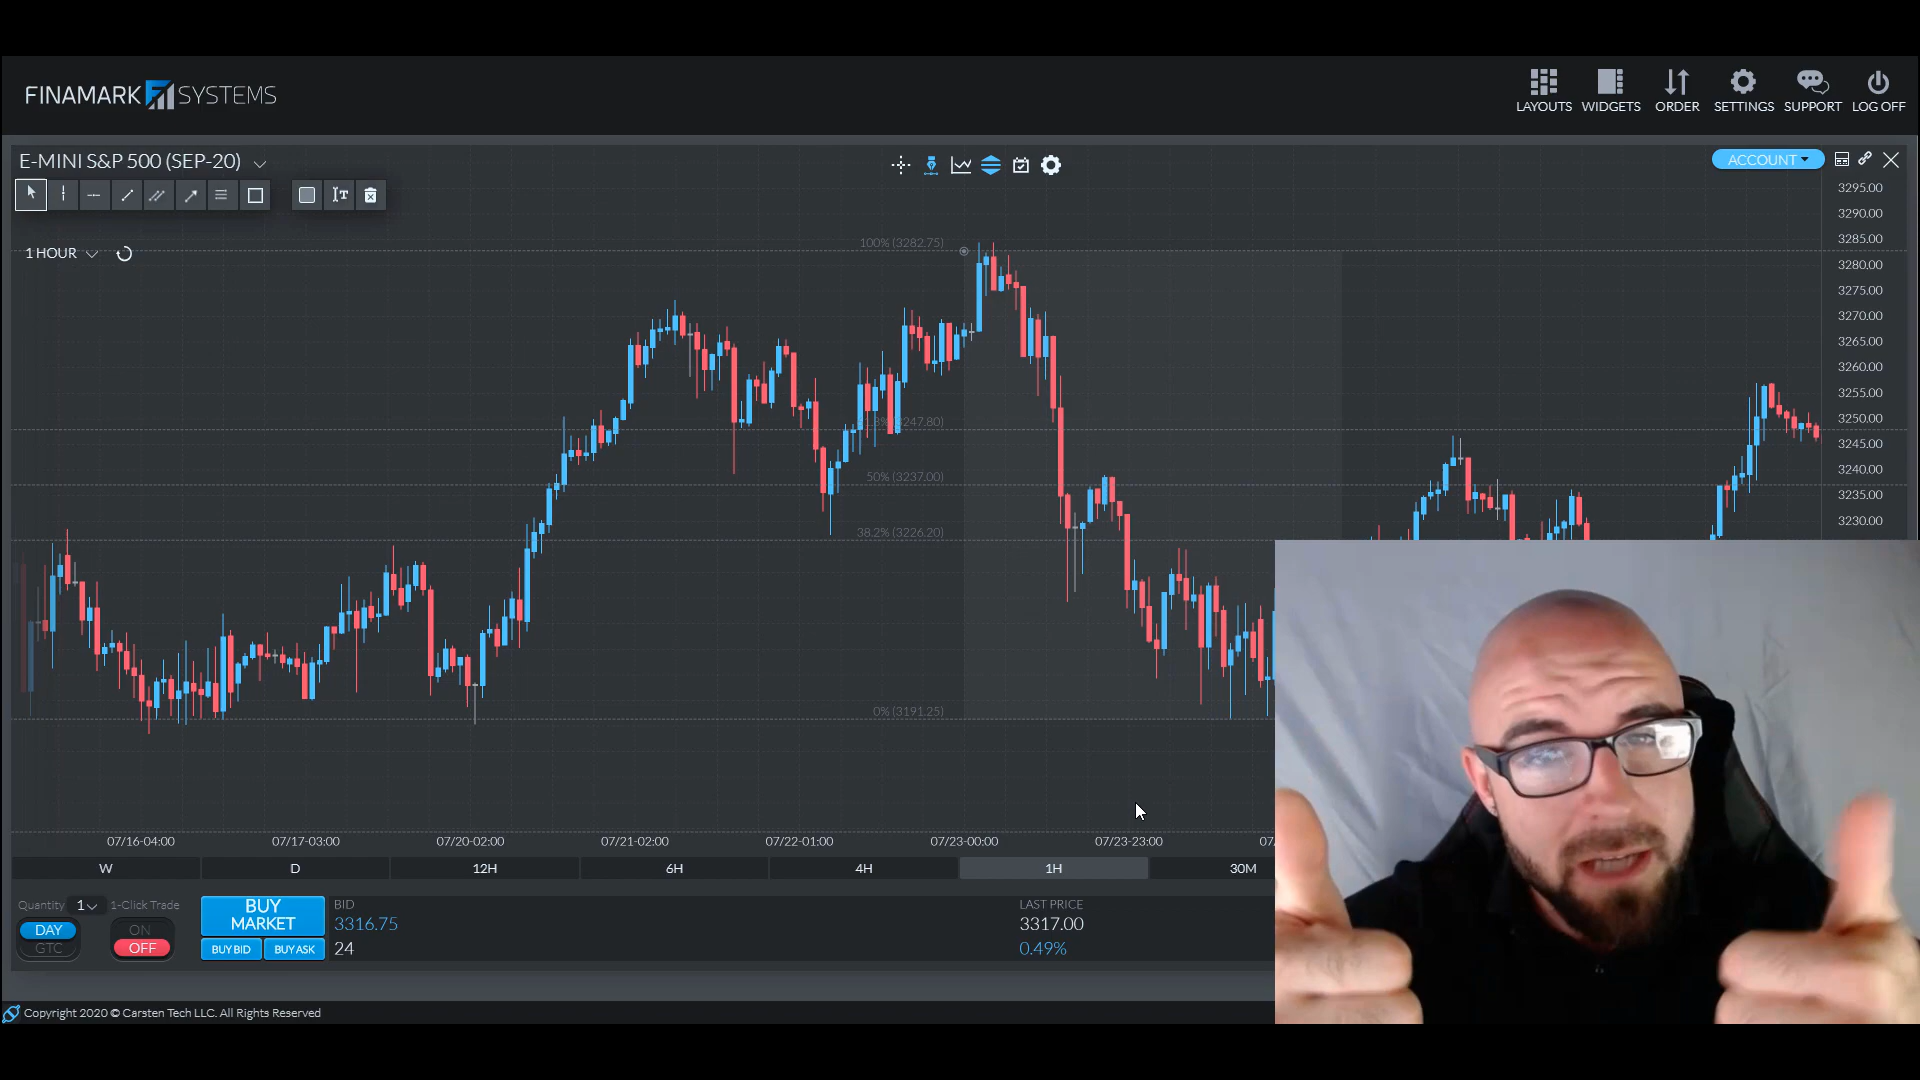 FINAMARK SYSTEMS
LAYOUTS WIDGETS ORDER SETTINGS SUPPORT LOG OFF
E-MINI S&P 500 (SEP-20)
ACCOUNT
T
1 HOUR
100% (3282.75)
50% (3237.00)
38.2% (3226.20)
0% (3191.25)
3295.00
3290.00
3285.00
3280.00
3275.00
3270.00
3265.00
3260.00
3255.00
3250.00
3245.00
3240.00
3235.00
3230.00
07/16-04:00 07/17-03:00 07/20-02:00 07/21-02:00 07/22-01:00 07/23-00:00 07/23-23:00
W D 12H 6H 4H 1H 30M
Quantity 1 1-Click Trade
DAY
GTC
ON
OFF
BUY
MARKET
BUY BID BUY ASK
BID
3316.75
24
LAST PRICE
3317.00
0.49%
Copyright 2020 © Carsten Tech LLC. All Rights Reserved